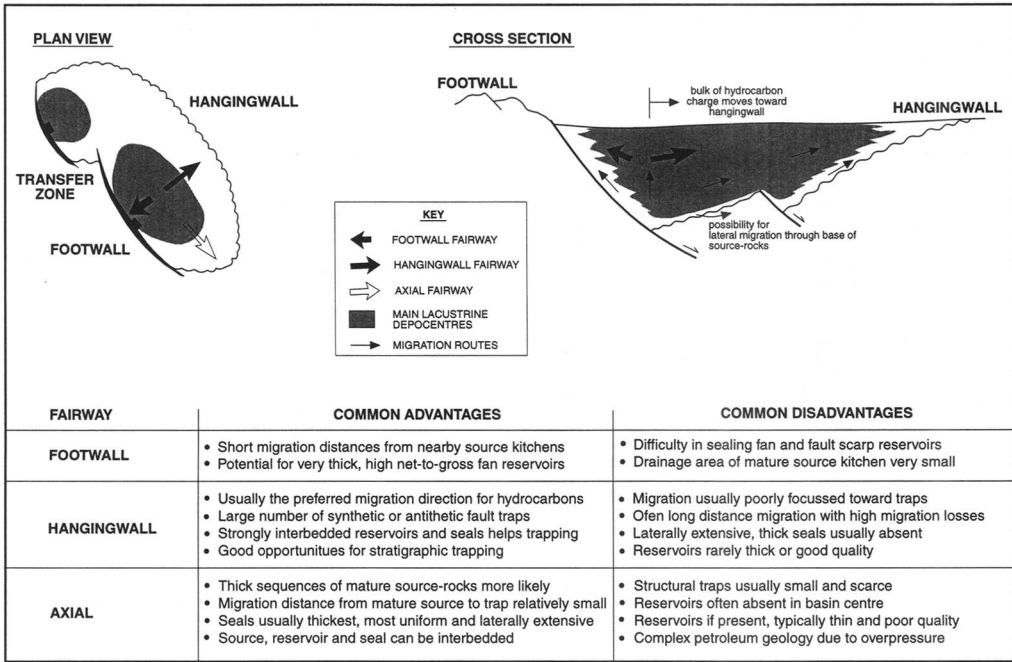 PLAN VIEW
HANGINGWALL
TRANSFER
ZONE
FOOTWALL
CROSS SECTION
FOOTWALL
bulk of hydrocarbon
charge moves toward
hangingwall
HANGINGWALL
possibility for
lateral migration through base of
source-rocks
KEY
FOOTWALL FAIRWAY
HANGINGWALL FAIRWAY
AXIAL FAIRWAY
MAIN LACUSTRINE
DEPOCENTRES
MIGRATION ROUTES
FAIRWAY
COMMON ADVANTAGES
COMMON DISADVANTAGES
FOOTWALL
• Short migration distances from nearby source kitchens
• Potential for very thick, high net-to-gross fan reservoirs
• Difficulty in sealing fan and fault scarp reservoirs
• Drainage area of mature source kitchen very small
HANGINGWALL
• Usually the preferred migration direction for hydrocarbons
• Large number of synthetic or antithetic fault traps
• Strongly interbedded reservoirs and seals helps trapping
• Good opportunitues for stratigraphic trapping
• Migration usually poorly focussed toward traps
• Ofen long distance migration with high migration losses
• Laterally extensive, thick seals usually absent
• Reservoirs rarely thick or good quality
AXIAL
• Thick sequences of mature source-rocks more likely
• Migration distance from mature source to trap relatively small
• Seals usually thickest, most uniform and laterally extensive
• Source, reservoir and seal can be interbedded
• Structural traps usually small and scarce
• Reservoirs often absent in basin centre
• Reservoirs if present, typically thin and poor quality
• Complex petroleum geology due to overpressure